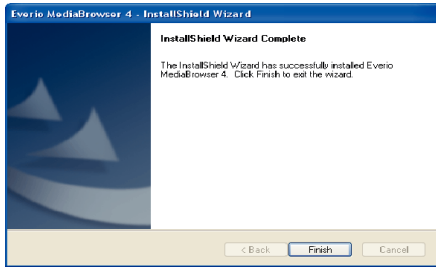 Everio MediaBrowser 4 - InstallShield Wizard
InstallShield Wizard Complete
The InstallShield Wizard has successfully installed Everio
MediaBrowser 4. Click Finish to exit the wizard.
< Back Finish Cancel